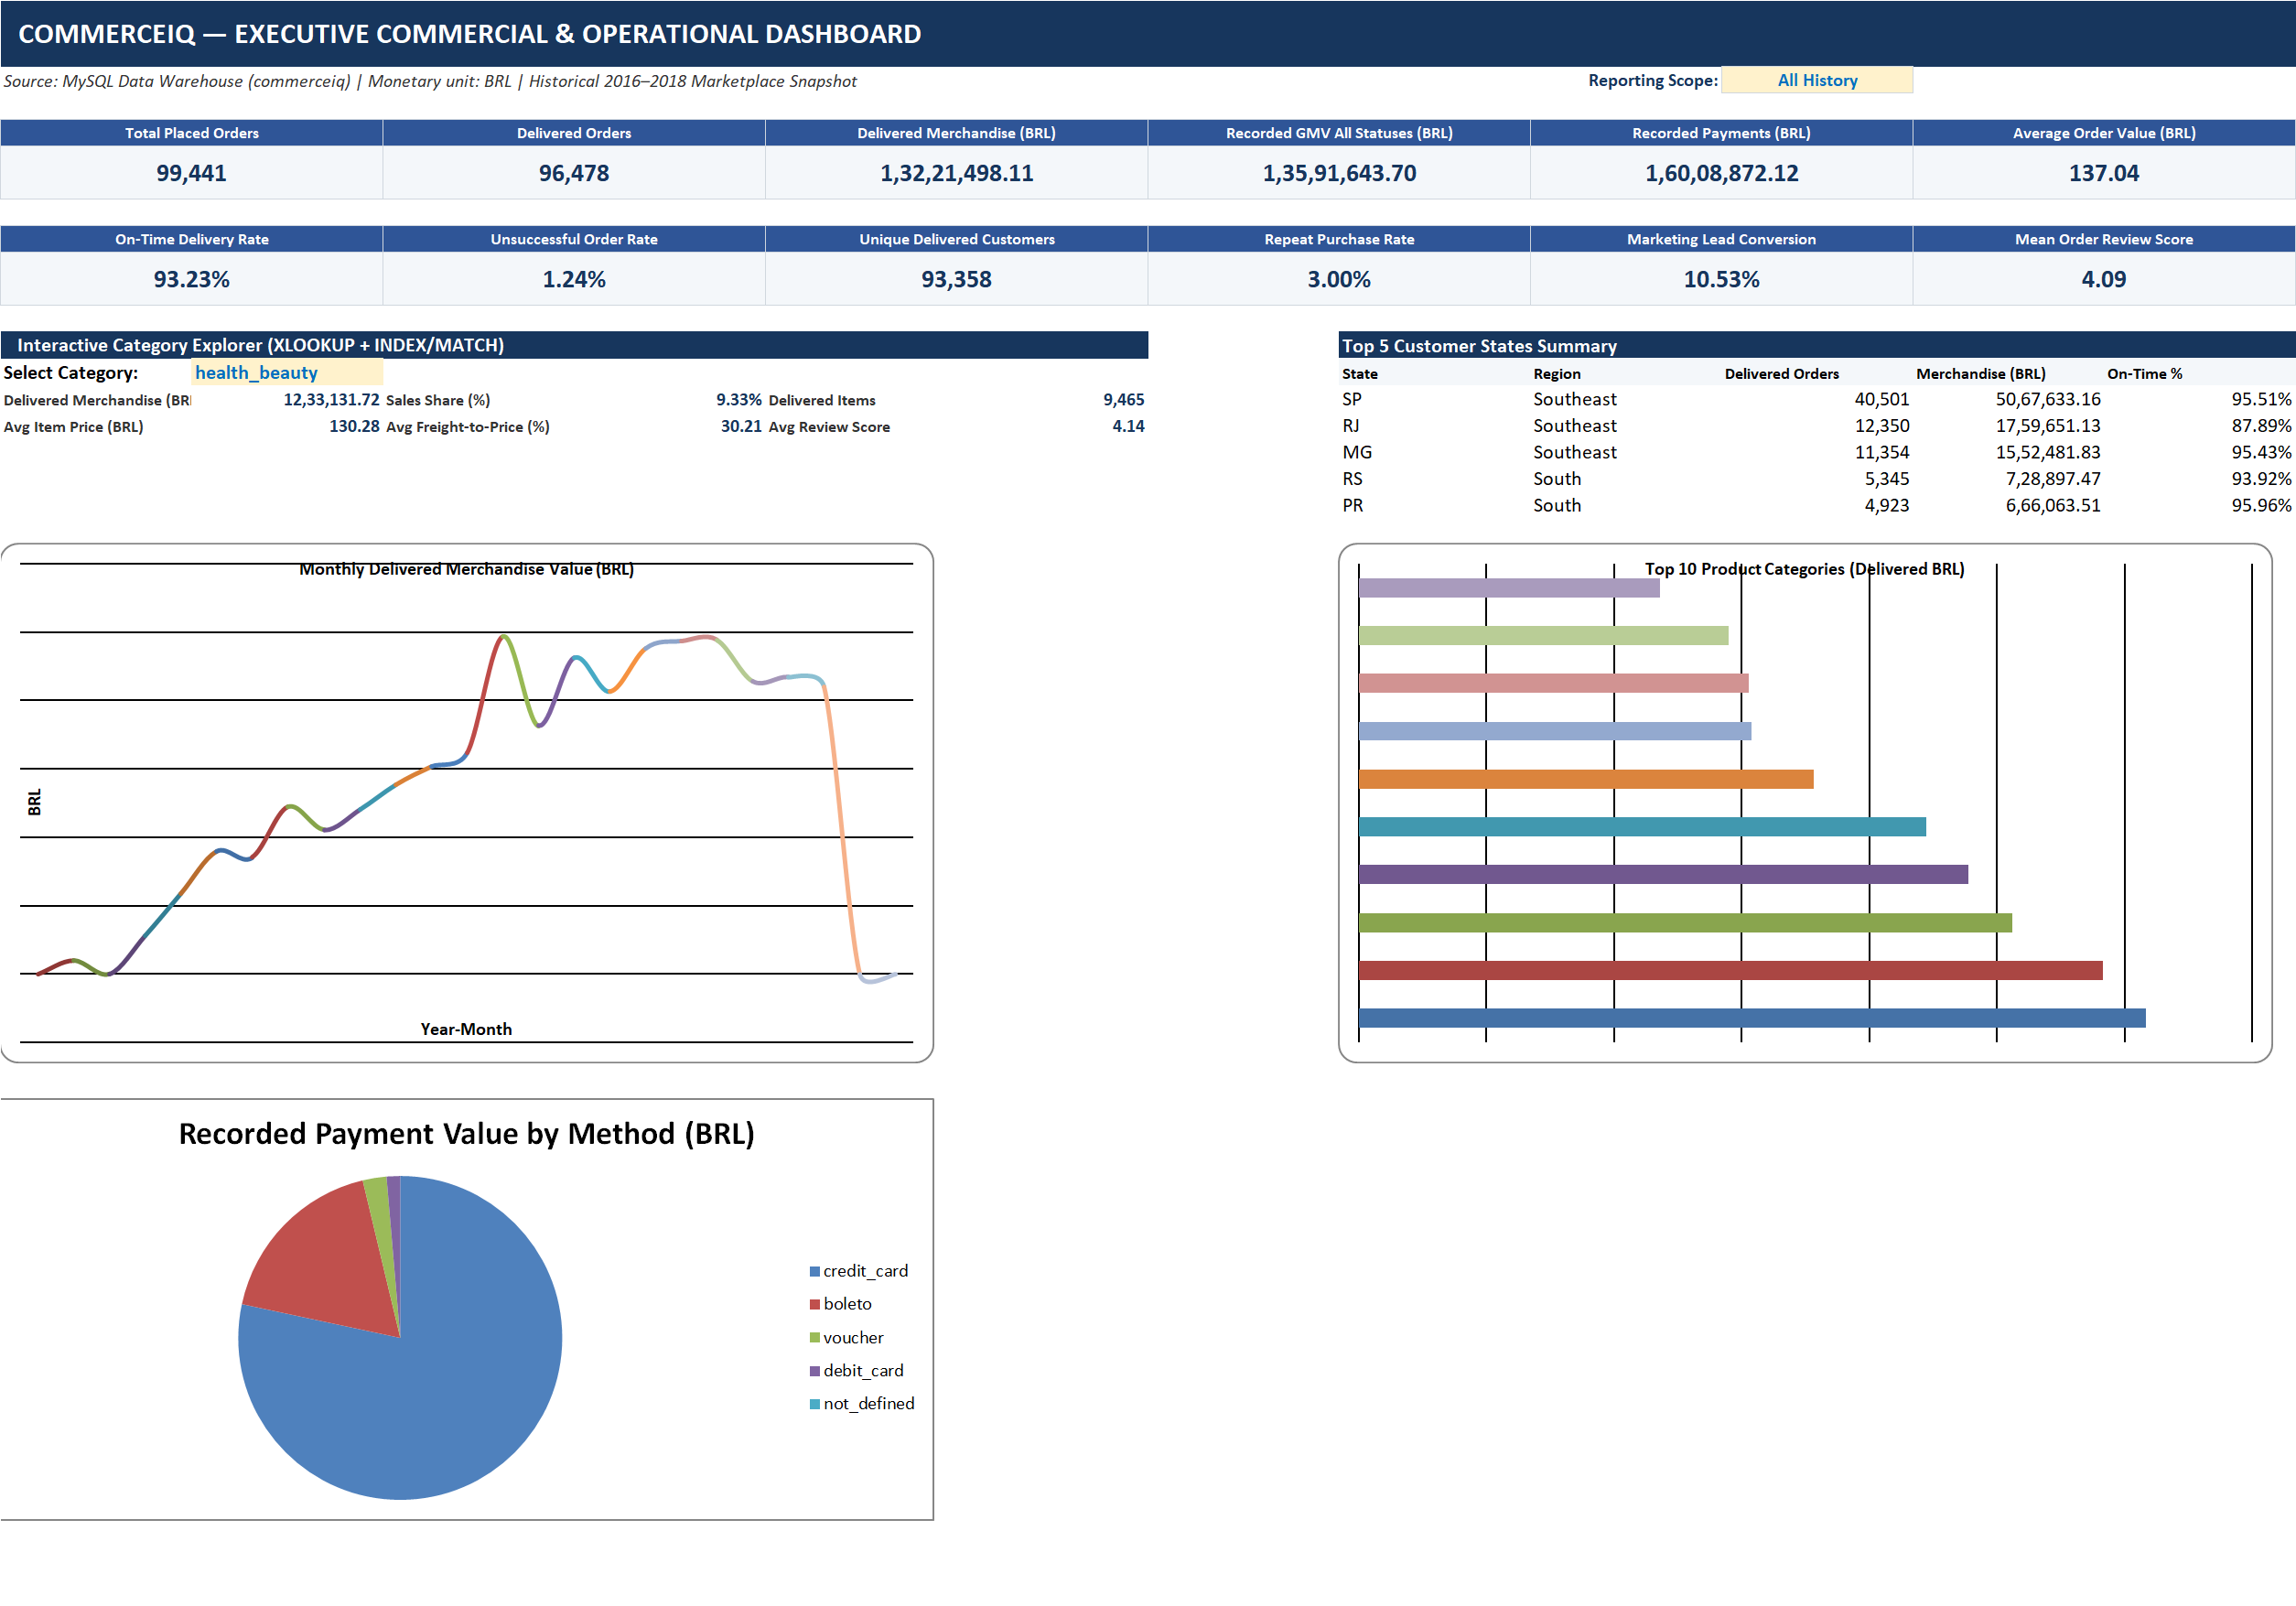 COMMERCEIQ — EXECUTIVE COMMERCIAL & OPERATIONAL DASHBOARD
Source: MySQL Data Warehouse (commerceiq) | Monetary unit: BRL | Historical 2016–2018 Marketplace Snapshot
Reporting Scope: All History
Total Placed Orders Delivered Orders Delivered Merchandise (BRL) Recorded GMV All Statuses (BRL) Recorded Payments (BRL) Average Order Value (BRL)
99,441 96,478 1,32,21,498.11 1,35,91,643.70 1,60,08,872.12 137.04
On-Time Delivery Rate Unsuccessful Order Rate Unique Delivered Customers Repeat Purchase Rate Marketing Lead Conversion Mean Order Review Score
93.23% 1.24% 93,358 3.00% 10.53% 4.09
Interactive Category Explorer (XLOOKUP + INDEX/MATCH)
Select Category: health_beauty
Delivered Merchandise (BRL 12,33,131.72 Sales Share (%) 9.33% Delivered Items 9,465
Avg Item Price (BRL) 130.28 Avg Freight-to-Price (%) 30.21 Avg Review Score 4.14
Top 5 Customer States Summary
State Region Delivered Orders Merchandise (BRL) On-Time %
SP Southeast 40,501 50,67,633.16 95.51%
RJ Southeast 12,350 17,59,651.13 87.89%
MG Southeast 11,354 15,52,481.83 95.43%
RS South 5,345 7,28,897.47 93.92%
PR South 4,923 6,66,063.51 95.96%
Monthly Delivered Merchandise Value (BRL)
BRL
Year-Month
Top 10 Product Categories (Delivered BRL)
Recorded Payment Value by Method (BRL)
credit_card
boleto
voucher
debit_card
not_defined